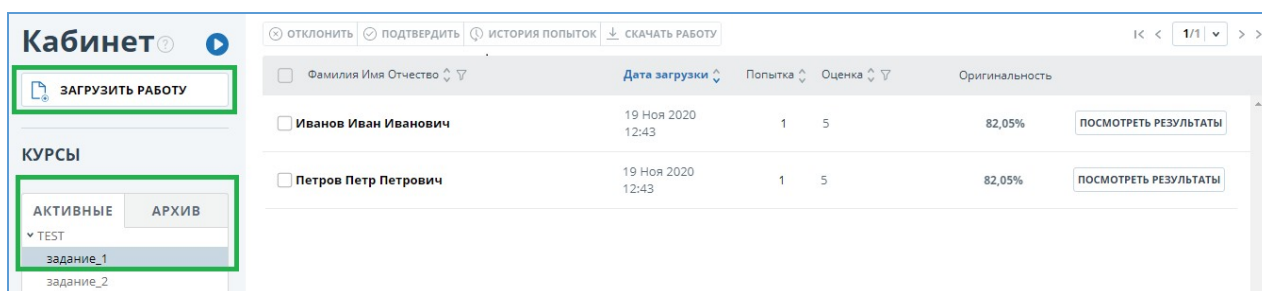 Кабинет
ОТКЛОНИТЬ ПОДТВЕРДИТЬ ИСТОРИЯ ПОПЫТОК СКАЧАТЬ РАБОТУ
1/1
ЗАГРУЗИТЬ РАБОТУ
Фамилия Имя Отчество Дата загрузки Попытка Оценка Оригинальность
Иванов Иван Иванович 19 Ноя 2020 12:43 1 5 82,05% ПОСМОТРЕТЬ РЕЗУЛЬТАТЫ
КУРСЫ
Петров Петр Петрович 19 Ноя 2020 12:43 1 5 82,05% ПОСМОТРЕТЬ РЕЗУЛЬТАТЫ
АКТИВНЫЕ АРХИВ
TEST
задание_1
задание_2